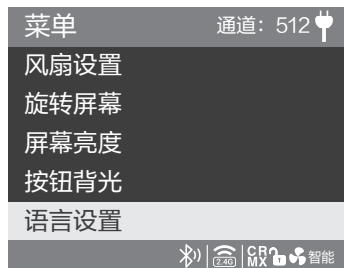 菜单 通道：512
风扇设置
旋转屏幕
屏幕亮度
按钮背光
语言设置
2.4G CRMX 智能